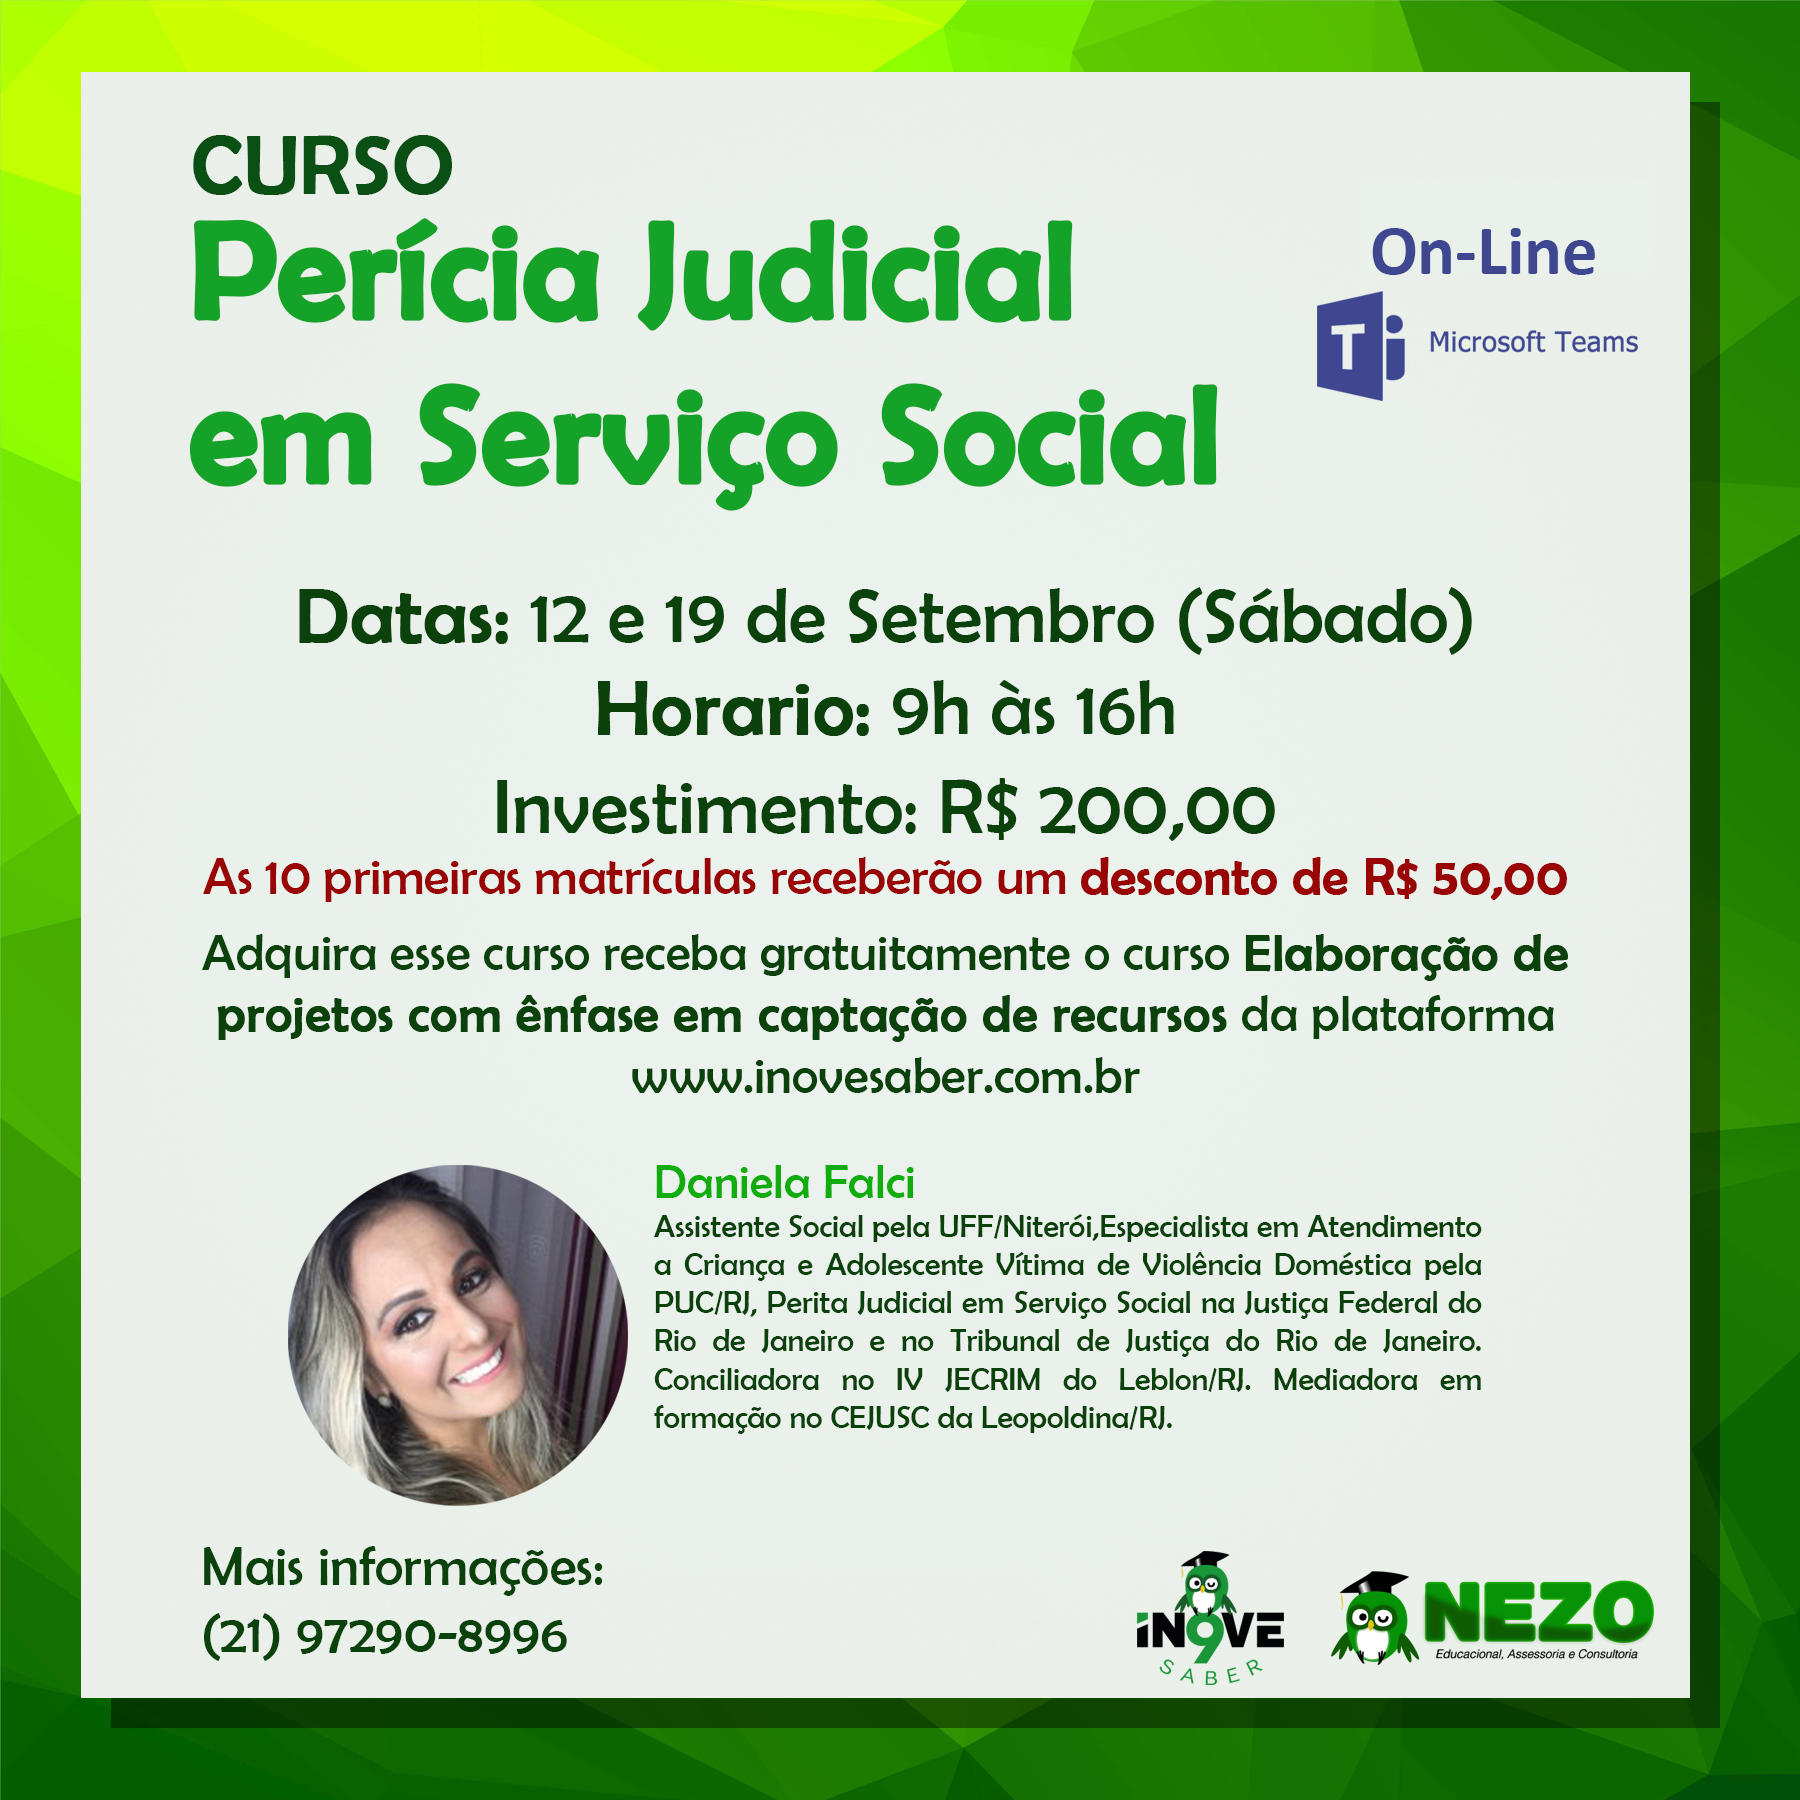 CURSO
Perícia Judicial
em Serviço Social
On-Line
Microsoft Teams
Datas: 12 e 19 de Setembro (Sábado)
Horario: 9h às 16h
Investimento: R$ 200,00
As 10 primeiras matrículas receberão um desconto de R$ 50,00
Adquira esse curso receba gratuitamente o curso Elaboração de
projetos com ênfase em captação de recursos da plataforma
www.inovesaber.com.br
Daniela Falci
Assistente Social pela UFF/Niterói,Especialista em Atendimento
a Criança e Adolescente Vítima de Violência Doméstica pela
PUC/RJ, Perita Judicial em Serviço Social na Justiça Federal do
Rio de Janeiro e no Tribunal de Justiça do Rio de Janeiro.
Conciliadora no IV JECRIM do Leblon/RJ. Mediadora em
formação no CEJUSC da Leopoldina/RJ.
Mais informações:
(21) 97290-8996
iN9VE
SABER
NEZO
Educacional, Assessoria e Consultoria